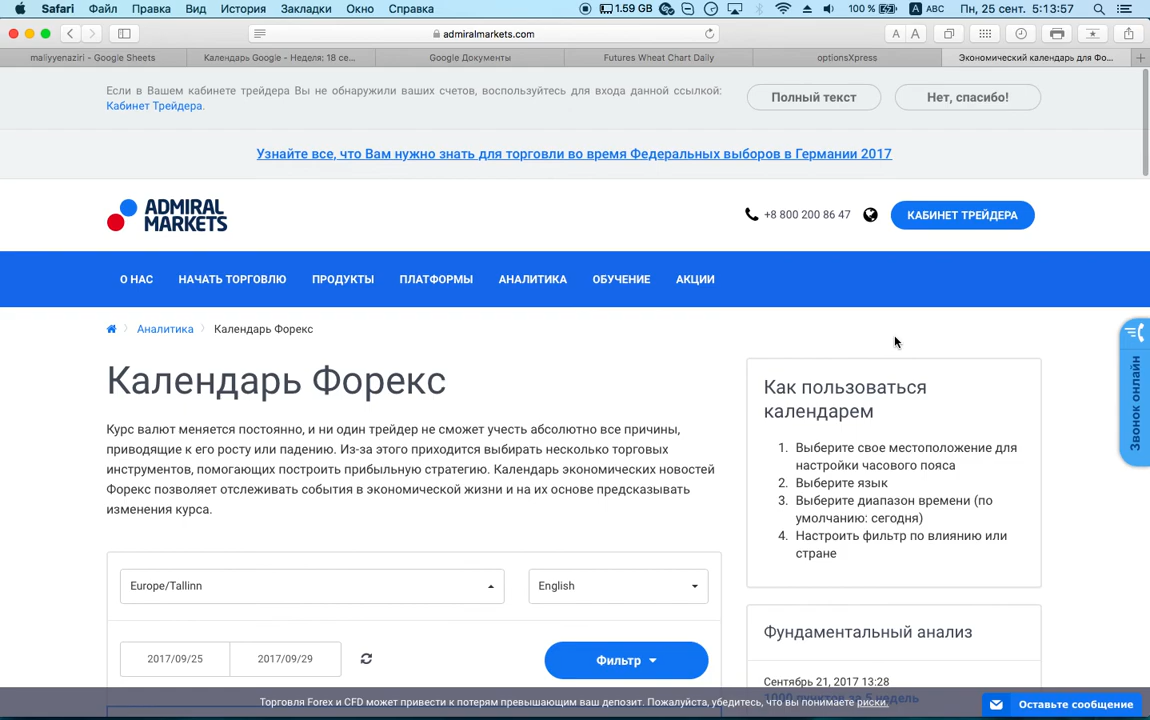 Safari Файл Правка Вид История Закладки Окно Справка 1.59 GB 100 % ABC Пн, 25 сент. 5:13:57
admiralmarkets.com A A
maliyyenaziri - Google Sheets Календарь Google - Неделя: 18 се... Google Документы Futures Wheat Chart Daily optionsXpress Экономический календарь для Фо...
Если в Вашем кабинете трейдера Вы не обнаружили ваших счетов, воспользуйтесь для входа данной ссылкой:
Кабинет Трейдера.
Полный текст Нет, спасибо!
Узнайте все, что Вам нужно знать для торговли во время Федеральных выборов в Германии 2017
ADMIRAL
MARKETS
+8 800 200 86 47 КАБИНЕТ ТРЕЙДЕРА
О НАС НАЧАТЬ ТОРГОВЛЮ ПРОДУКТЫ ПЛАТФОРМЫ АНАЛИТИКА ОБУЧЕНИЕ АКЦИИ
Аналитика Календарь Форекс
Календарь Форекс
Курс валют меняется постоянно, и ни один трейдер не сможет учесть абсолютно все причины,
приводящие к его росту или падению. Из-за этого приходится выбирать несколько торговых
инструментов, помогающих построить прибыльную стратегию. Календарь экономических новостей
Форекс позволяет отслеживать события в экономической жизни и на их основе предсказывать
изменения курса.
Europe/Tallinn English
2017/09/25 2017/09/29 Фильтр
Как пользоваться
календарем
1. Выберите свое местоположение для
настройки часового пояса
2. Выберите язык
3. Выберите диапазон времени (по
умолчанию: сегодня)
4. Настроить фильтр по влиянию или
стране
Фундаментальный анализ
Сентябрь 21, 2017 13:28
1000 пунктов за 5 недель
Звонок онлайн
Торговля Forex и CFD может привести к потерям превышающим ваш депозит. Пожалуйста, убедитесь, что вы понимаете риски.
Оставьте сообщение